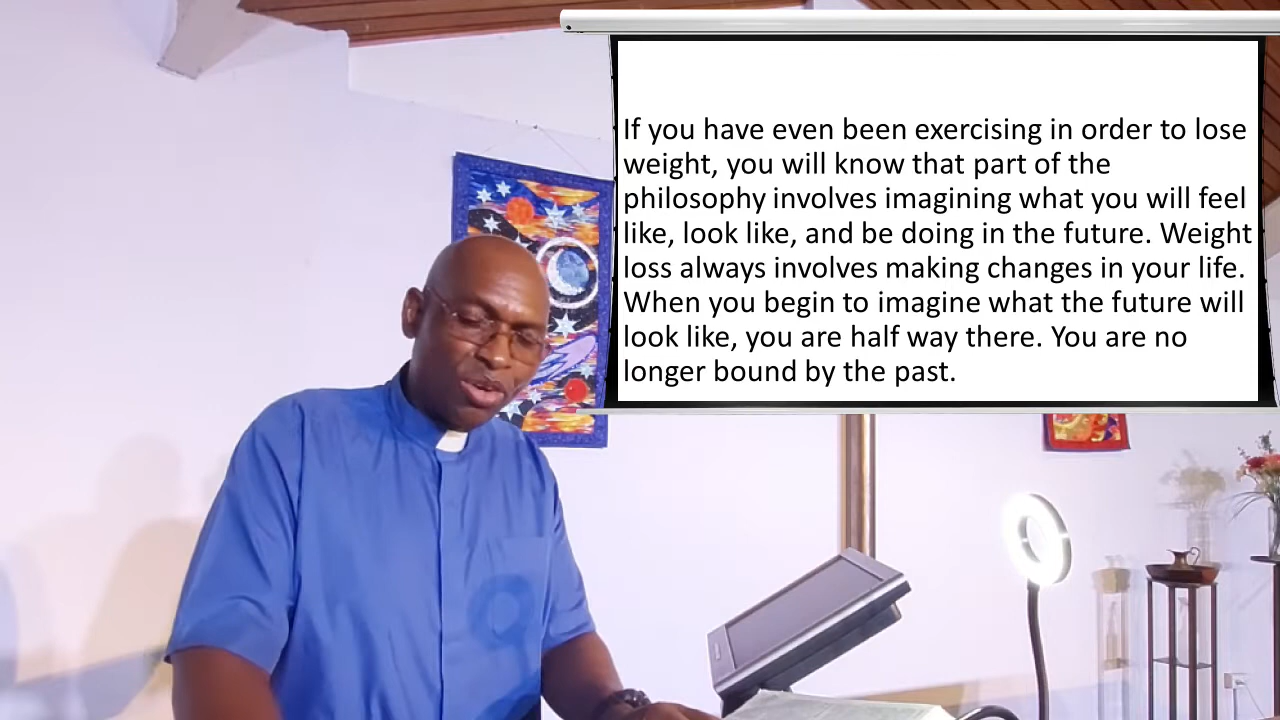 If you have even been exercising in order to lose
weight, you will know that part of the
philosophy involves imagining what you will feel
like, look like, and be doing in the future. Weight
loss always involves making changes in your life.
When you begin to imagine what the future will
look like, you are half way there. You are no
longer bound by the past.